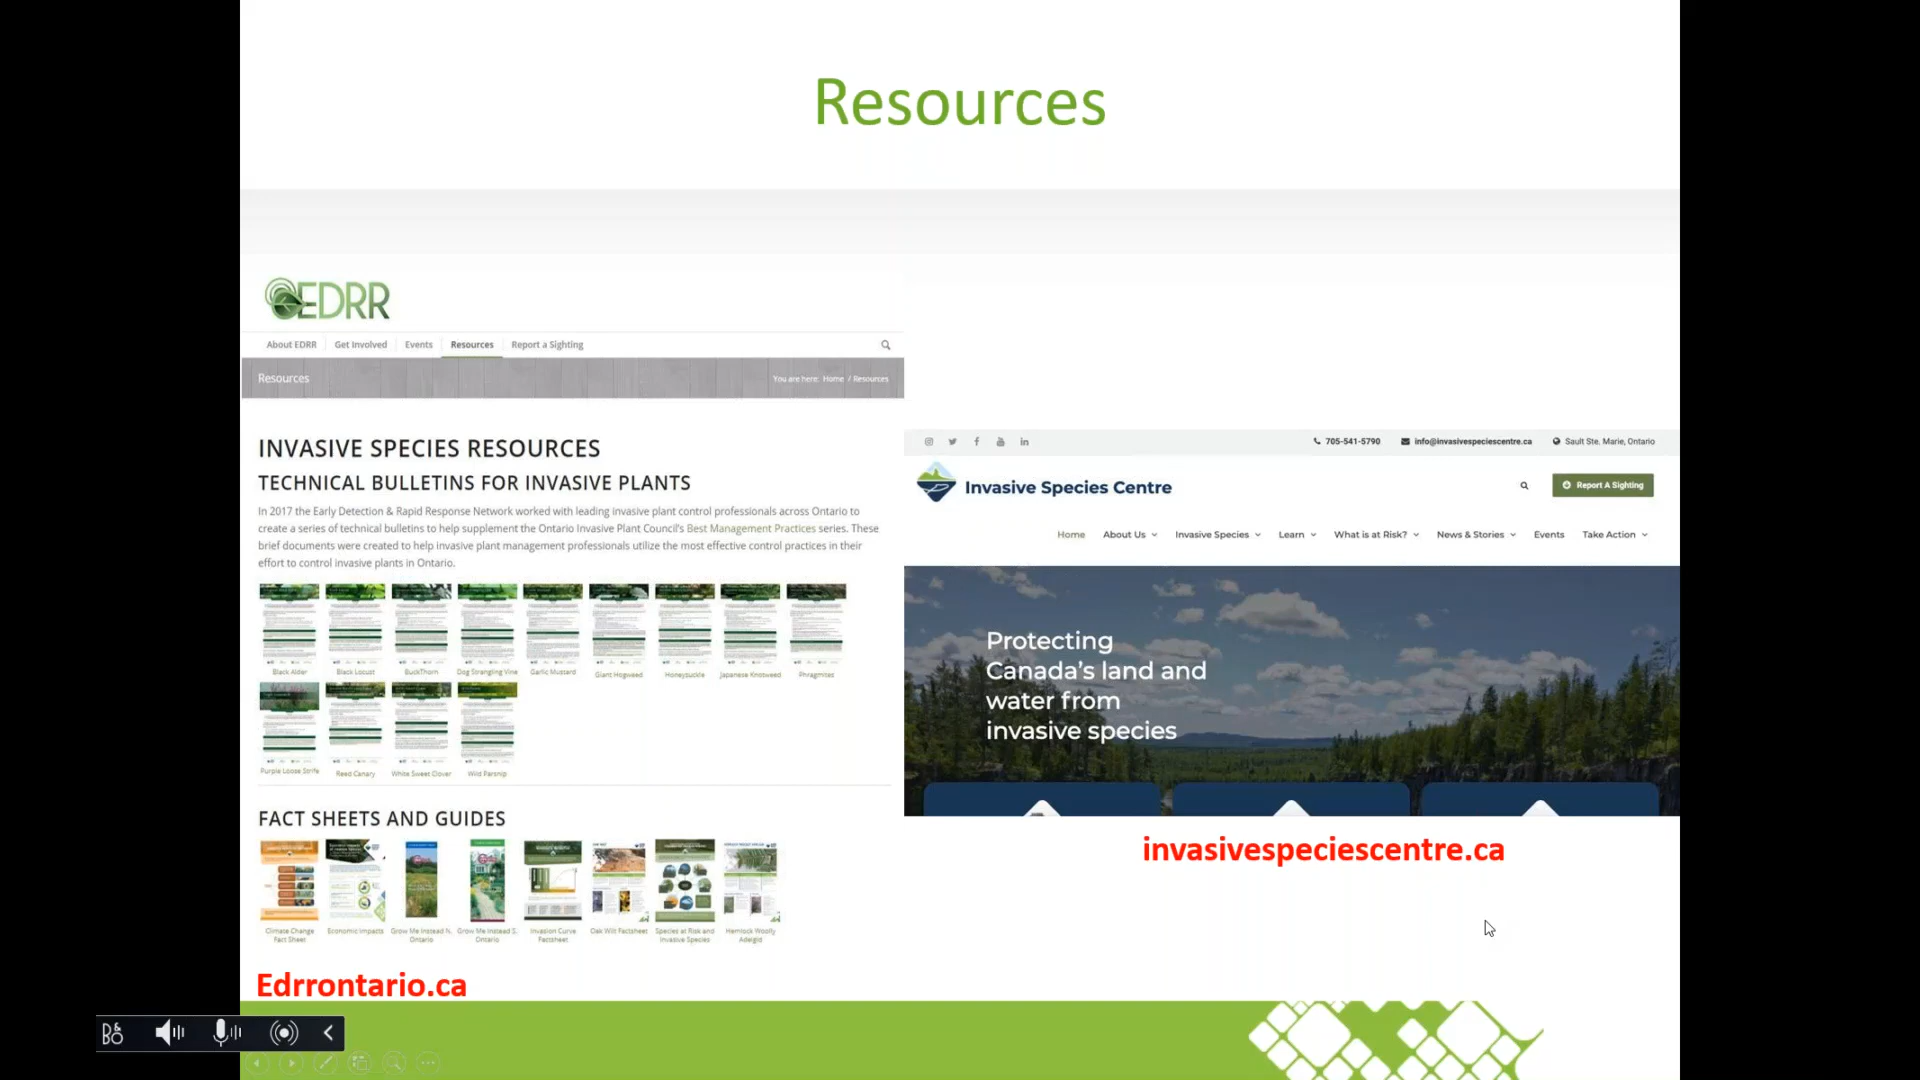 Resources
EDRR
About EDRR
Get Involved
Events
Resources
Report a Sighting
Resources
You are here: Home / Resources
INVASIVE SPECIES RESOURCES
TECHNICAL BULLETINS FOR INVASIVE PLANTS
In 2017 the Early Detection & Rapid Response Network worked with leading invasive plant control professionals across Ontario to
create a series of technical bulletins to help supplement the Ontario Invasive Plant Council's Best Management Practices series. These
brief documents were created to help invasive plant management professionals utilize the most effective control practices in their
effort to control invasive plants in Ontario.
Black Alder
Black Locust
BuckThorn
Dog Strangling Vine
Garlic Mustard
Giant Hogweed
Honeysuckle
Japanese Knotweed
Phragmites
Purple Loose Strife
Reed Canary
White Sweet Clover
Wild Parsnip
FACT SHEETS AND GUIDES
Climate Change
Fact Sheet
Economic Impacts
Grow Me Instead N.
Ontario
Grow Me Instead S.
Ontario
Invasion Curve
Factsheet
Oak Wilt Factsheet
Species at Risk and
Invasive Species
Hemlock Woolly
Adelgid
Edrrontario.ca
705-541-5790
info@invasivespeciescentre.ca
Sault Ste. Marie, Ontario
Invasive Species Centre
Report A Sighting
Home
About Us
Invasive Species
Learn
What is at Risk?
News & Stories
Events
Take Action
Protecting
Canada's land and
water from
invasive species
invasivespeciescentre.ca
B&O